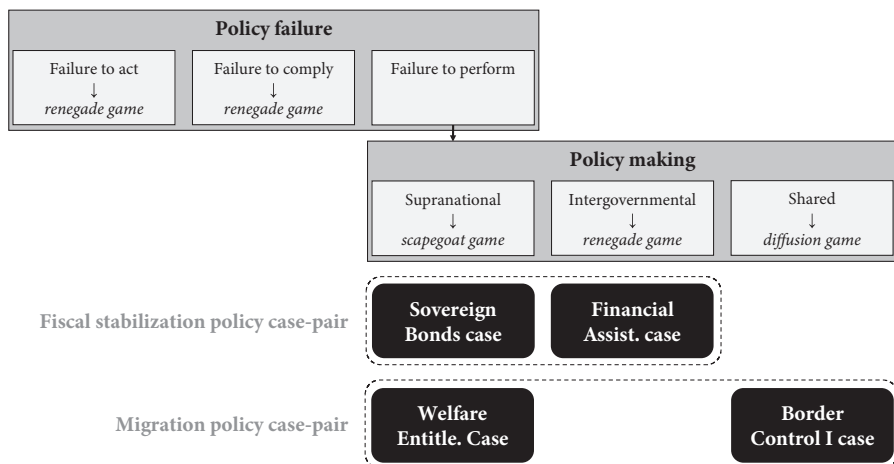 Policy failure
Failure to act
↓
renegade game
Failure to comply
↓
renegade game
Failure to perform
Policy making
Supranational
↓
scapegoat game
Intergovernmental
↓
renegade game
Shared
↓
diffusion game
Fiscal stabilization policy case-pair
Sovereign
Bonds case
Financial
Assist. case
Migration policy case-pair
Welfare
Entitle. Case
Border
Control I case